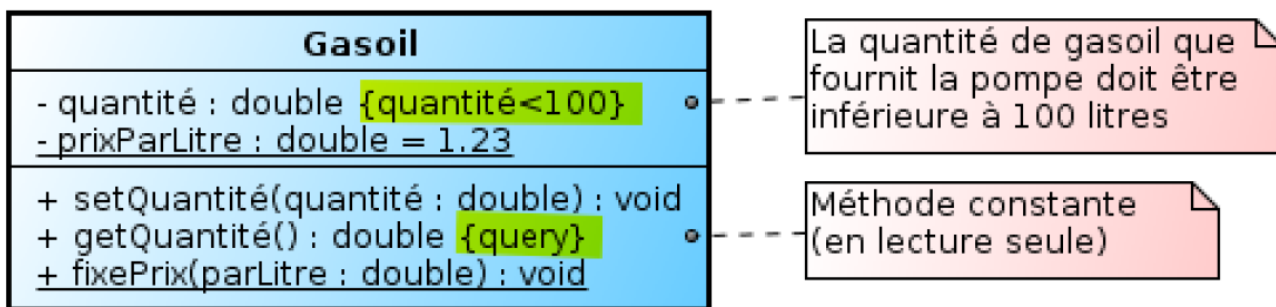 Gasoil
- quantité : double {quantité<100}
- prixParLitre : double = 1.23
+ setQuantité(quantité : double) : void
+ getQuantité() : double {query}
+ fixePrix(parLitre : double) : void
La quantité de gasoil que
fournit la pompe doit être
inférieure à 100 litres
Méthode constante
(en lecture seule)